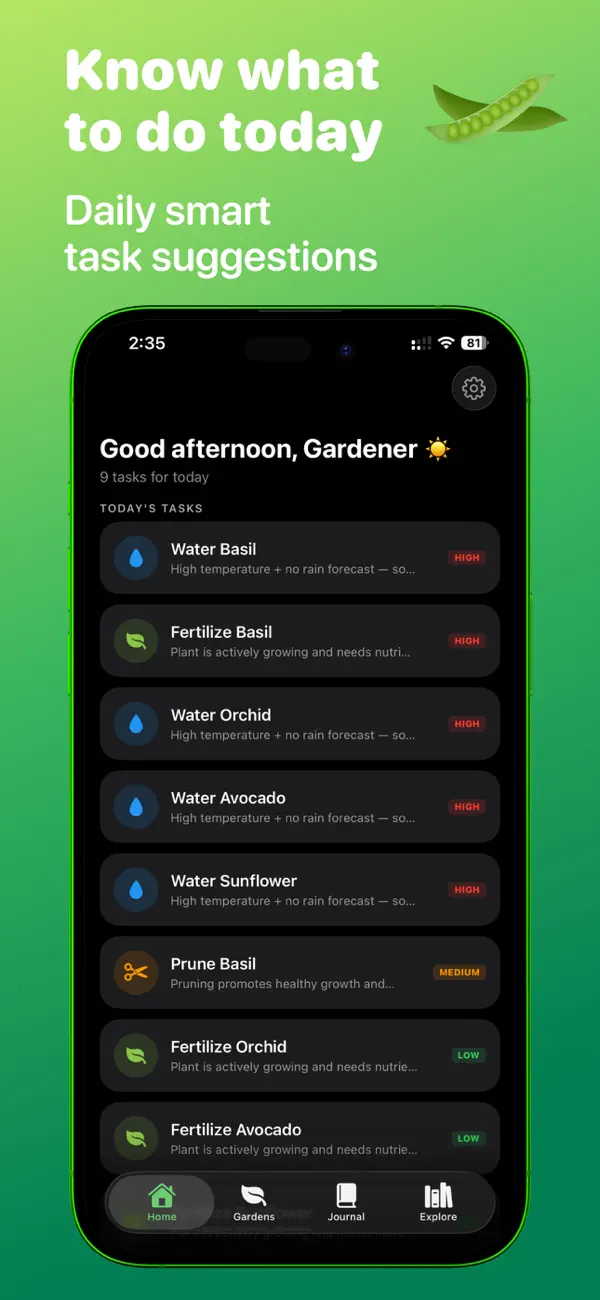 Know what
to do today
Daily smart
task suggestions
2:35
81
Good afternoon, Gardener
9 tasks for today
TODAY'S TASKS
Water Basil
High temperature + no rain forecast — so...
HIGH
Fertilize Basil
Plant is actively growing and needs nutri...
HIGH
Water Orchid
High temperature + no rain forecast — so...
HIGH
Water Avocado
High temperature + no rain forecast — so...
HIGH
Water Sunflower
High temperature + no rain forecast — so...
HIGH
Prune Basil
Pruning promotes healthy growth and...
MEDIUM
Fertilize Orchid
Plant is actively growing and needs nutrie...
LOW
Fertilize Avocado
Plant is actively growing and needs nutrie...
LOW
Home
Gardens
Journal
Explore